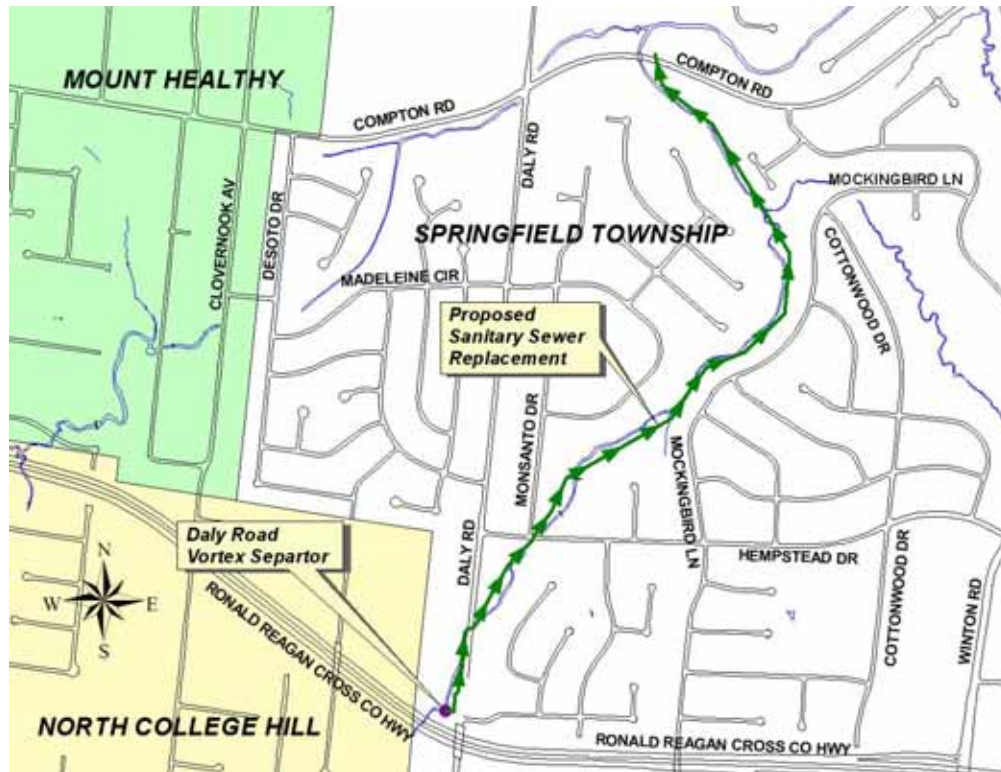 MOUNT HEALTHY
COMPTON RD
COMPTON RD
DALY RD
MOCKINGBIRD LN
CLOVERNOOK AV
DESOTO DR
SPRINGFIELD TOWNSHIP
COTTONWOOD DR
MADELEINE CIR
Proposed
Sanitary Sewer
Replacement
MONSANTO DR
MOCKINGBIRD LN
Daly Road
Vortex Separtor
DALY RD
HEMPSTEAD DR
COTTONWOOD DR
WINTON RD
N
W
E
S
RONALD REAGAN CROSS CO HWY
NORTH COLLEGE HILL
RONALD REAGAN CROSS CO HWY